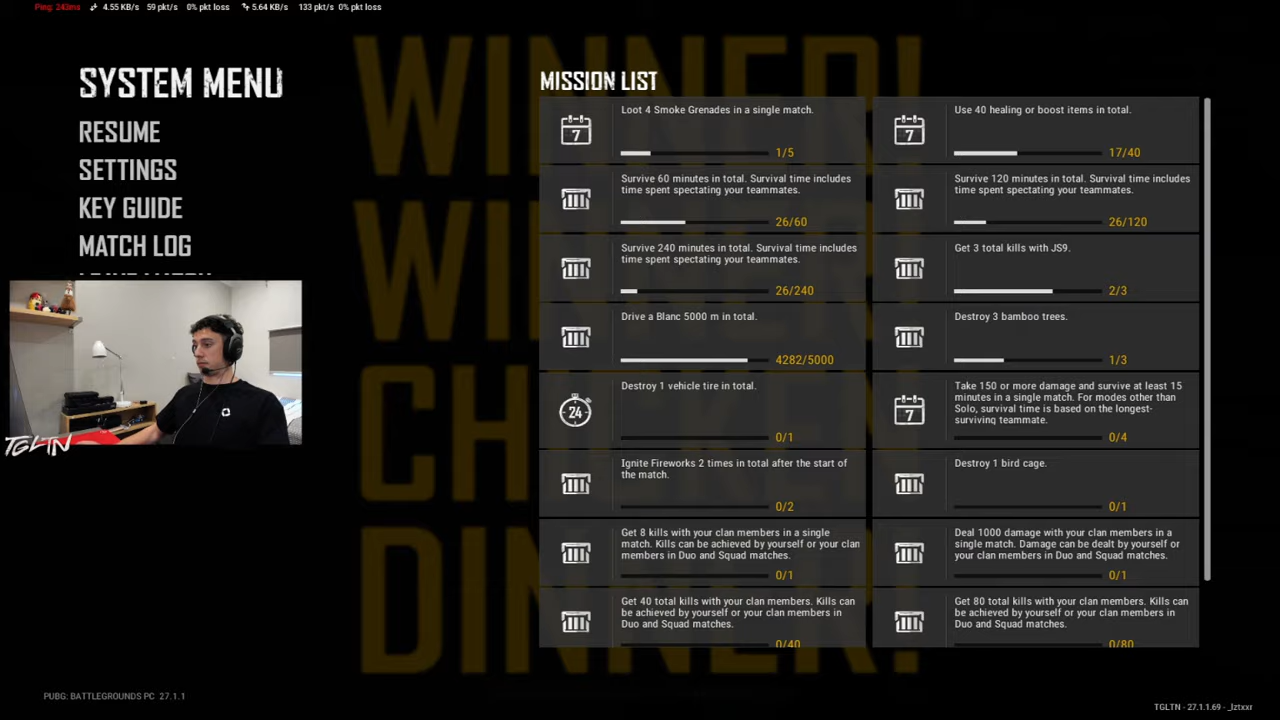 Ping: 243ms 4.55 KB/s 59 pkt/s 0% pkt loss 5.64 KB/s 133 pkt/s 0% pkt loss
WINNER!
WINNER!
CHICKEN
DINNER!
SYSTEM MENU
RESUME
SETTINGS
KEY GUIDE
MATCH LOG
TGLTN
MISSION LIST
7
Loot 4 Smoke Grenades in a single match.
1/5
7
Use 40 healing or boost items in total.
17/40
Survive 60 minutes in total. Survival time includes
time spent spectating your teammates.
26/60
Survive 120 minutes in total. Survival time includes
time spent spectating your teammates.
26/120
Survive 240 minutes in total. Survival time includes
time spent spectating your teammates.
26/240
Get 3 total kills with JS9.
2/3
Drive a Blanc 5000 m in total.
4282/5000
Destroy 3 bamboo trees.
1/3
24
Destroy 1 vehicle tire in total.
0/1
7
Take 150 or more damage and survive at least 15
minutes in a single match. For modes other than
Solo, survival time is based on the longest-
surviving teammate.
0/4
Ignite Fireworks 2 times in total after the start of
the match.
0/2
Destroy 1 bird cage.
0/1
Get 8 kills with your clan members in a single
match. Kills can be achieved by yourself or your clan
members in Duo and Squad matches.
0/1
Deal 1000 damage with your clan members in a
single match. Damage can be dealt by yourself or
your clan members in Duo and Squad matches.
0/1
Get 40 total kills with your clan members. Kills can
be achieved by yourself or your clan members in
Duo and Squad matches.
0/40
Get 80 total kills with your clan members. Kills can
be achieved by yourself or your clan members in
Duo and Squad matches.
0/80
PUBG: BATTLEGROUNDS PC 27.1.1
TGLTN - 27.1.1.69 - _lztxxr